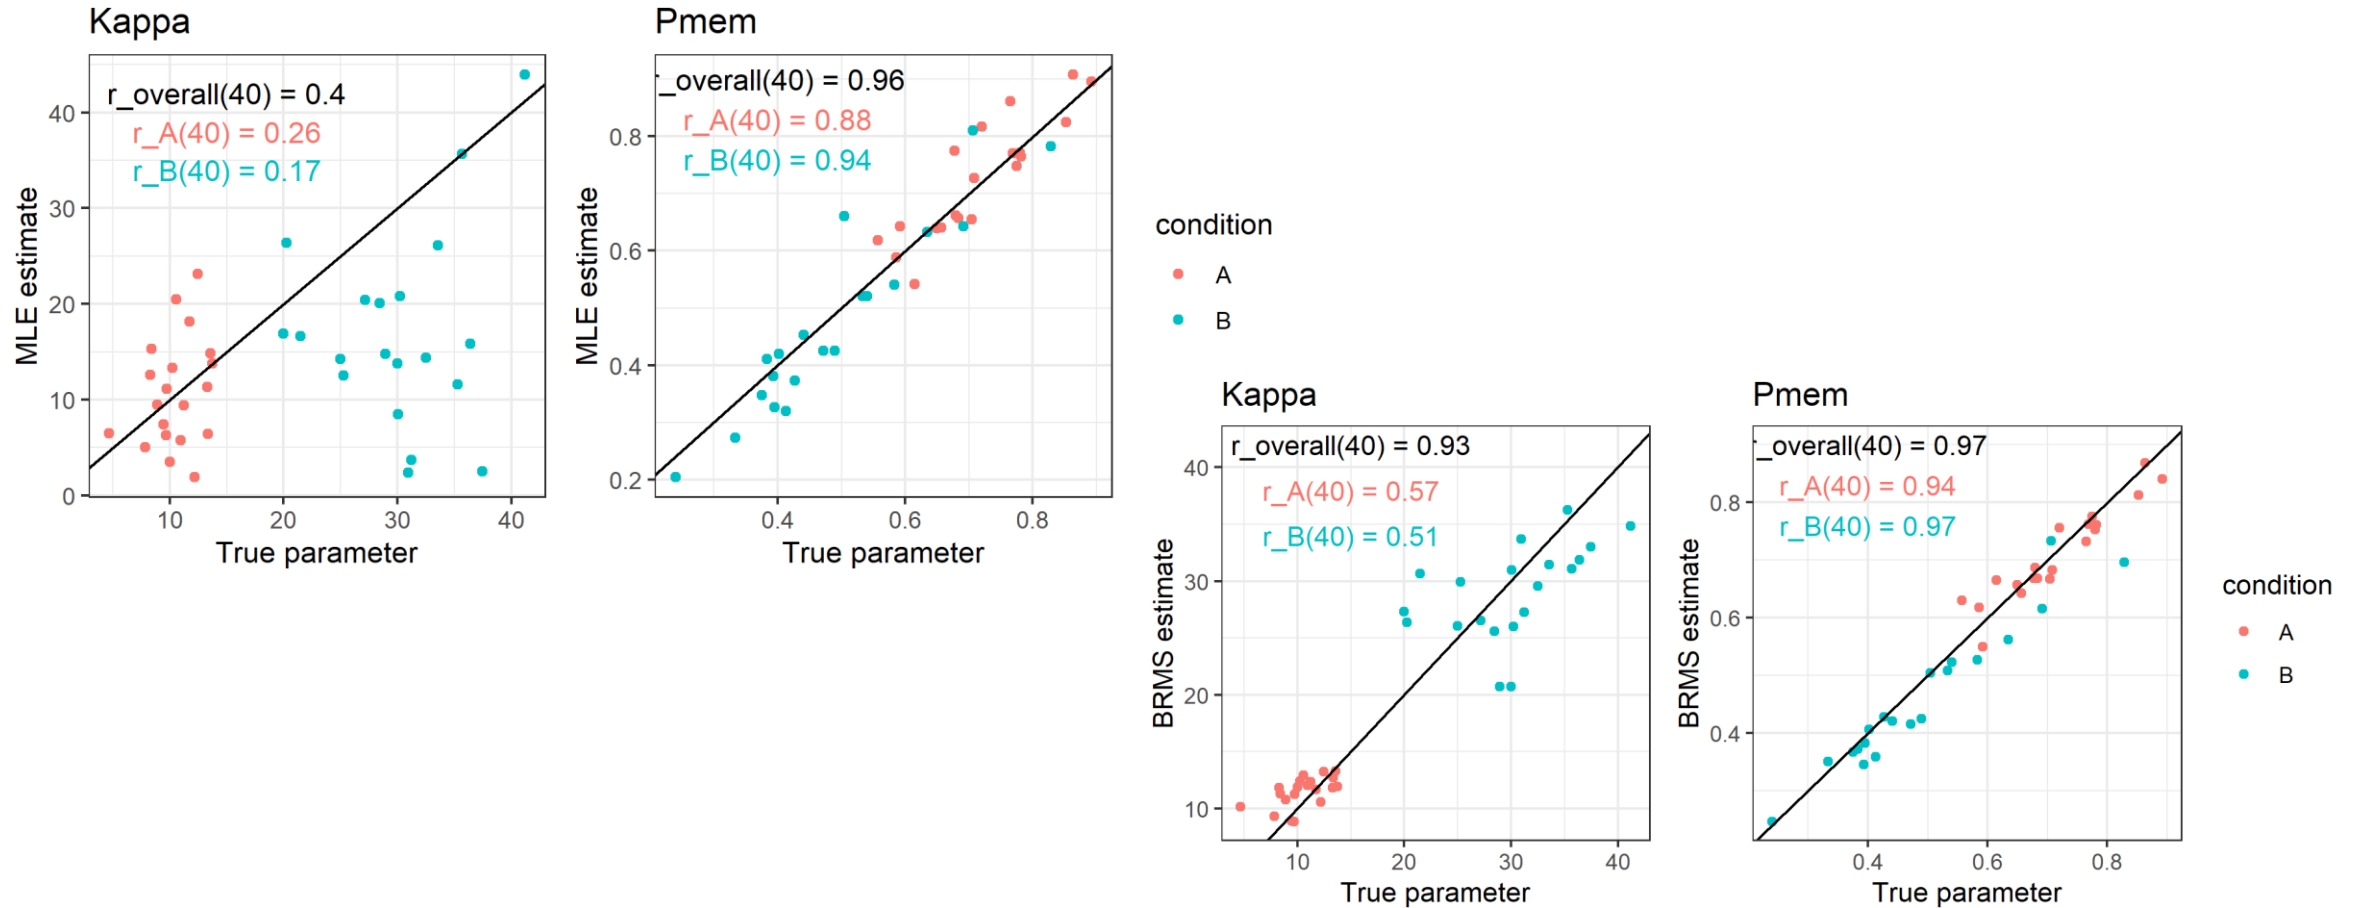 Kappa
r_overall(40) = 0.4
r_A(40) = 0.26
r_B(40) = 0.17
MLE estimate
40
30
20
10
0
10 20 30 40
True parameter
Pmem
_overall(40) = 0.96
r_A(40) = 0.88
r_B(40) = 0.94
MLE estimate
0.8
0.6
0.4
0.2
0.4 0.6 0.8
True parameter
condition
A
B
Kappa
r_overall(40) = 0.93
r_A(40) = 0.57
r_B(40) = 0.51
BRMS estimate
40
30
20
10
10 20 30 40
True parameter
Pmem
_overall(40) = 0.97
r_A(40) = 0.94
r_B(40) = 0.97
BRMS estimate
0.8
0.6
0.4
0.4 0.6 0.8
True parameter
condition
A
B